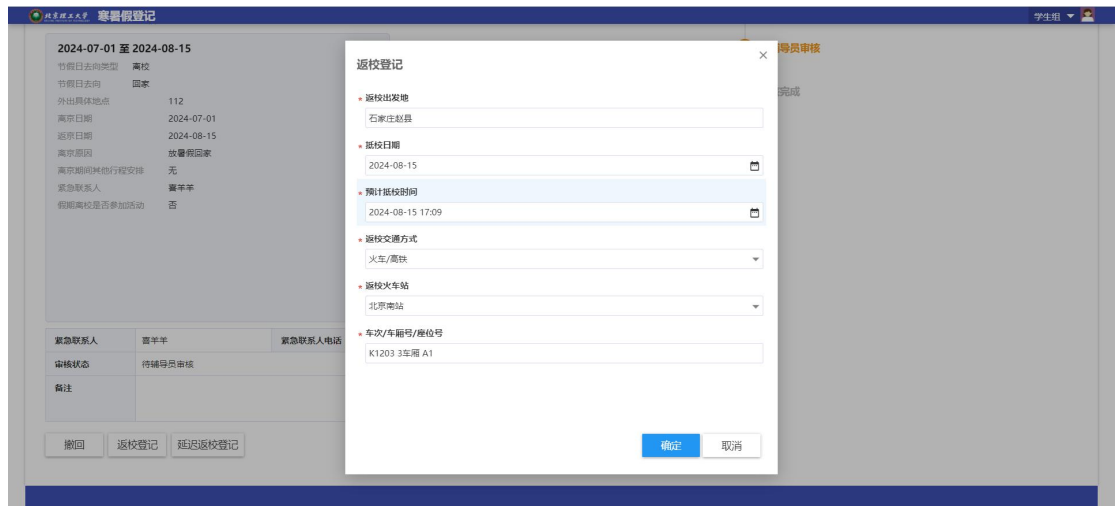 北京理工大学 寒暑假登记 学生组
2024-07-01 至 2024-08-15
节假日去向类型 离校
节假日去向 回家
外出具体地点 112
离京日期 2024-07-01
返京日期 2024-08-15
离京原因 放暑假回家
离京期间其他行程安排 无
紧急联系人 喜羊羊
假期离校是否参加活动 否
紧急联系人 喜羊羊 紧急联系人电话
审核状态 待辅导员审核
备注
撤回 返校登记 延迟返校登记
返校登记
* 返校出发地
石家庄赵县
* 抵校日期
2024-08-15
* 预计抵校时间
2024-08-15 17:09
* 返校交通方式
火车/高铁
* 返校火车站
北京南站
* 车次/车厢号/座位号
K1203 3车厢 A1
确定 取消
导员审核
完成